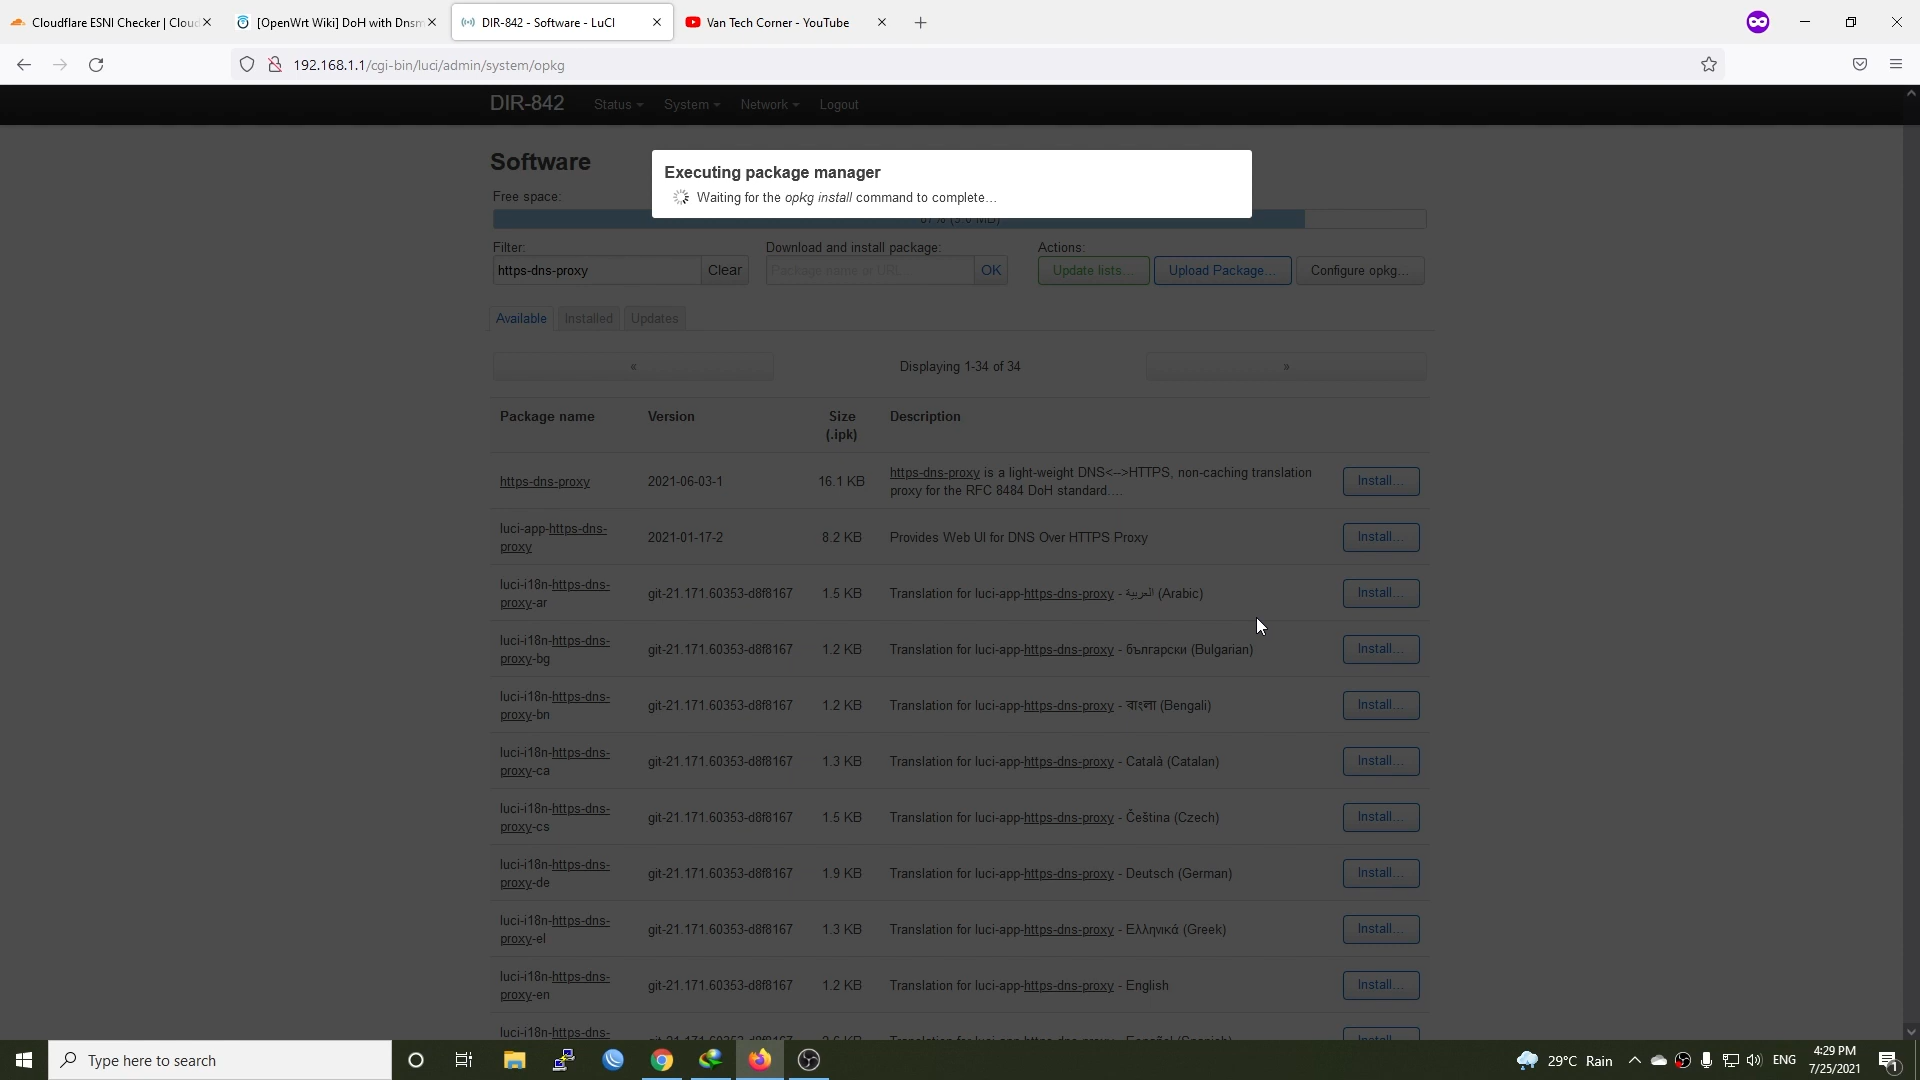 Cloudflare ESNI Checker | Cloud
[OpenWrt Wiki] DoH with Dnsm
DIR-842 - Software - LuCI
Van Tech Corner - YouTube
192.168.1.1/cgi-bin/luci/admin/system/opkg
DIR-842
Status
System
Network
Logout
Software
Executing package manager
Waiting for the opkg install command to complete…
Free space:
Filter:
Download and install package:
Actions:
https-dns-proxy
Clear
Package name or URL…
OK
Update lists…
Upload Package…
Configure opkg…
Available
Installed
Updates
«
Displaying 1-34 of 34
»
Package name
Version
Size
(.ipk)
Description
https-dns-proxy
2021-06-03-1
16.1 KB
https-dns-proxy is a light-weight DNS<-->HTTPS, non-caching translation
proxy for the RFC 8484 DoH standard....
Install…
luci-app-https-dns-
proxy
2021-01-17-2
8.2 KB
Provides Web UI for DNS Over HTTPS Proxy
Install…
luci-i18n-https-dns-
proxy-ar
git-21.171.60353-d8f8167
1.5 KB
Translation for luci-app-https-dns-proxy - العربية (Arabic)
Install…
luci-i18n-https-dns-
proxy-bg
git-21.171.60353-d8f8167
1.2 KB
Translation for luci-app-https-dns-proxy - български (Bulgarian)
Install…
luci-i18n-https-dns-
proxy-bn
git-21.171.60353-d8f8167
1.2 KB
Translation for luci-app-https-dns-proxy - বাংলা (Bengali)
Install…
luci-i18n-https-dns-
proxy-ca
git-21.171.60353-d8f8167
1.3 KB
Translation for luci-app-https-dns-proxy - Català (Catalan)
Install…
luci-i18n-https-dns-
proxy-cs
git-21.171.60353-d8f8167
1.5 KB
Translation for luci-app-https-dns-proxy - Čeština (Czech)
Install…
luci-i18n-https-dns-
proxy-de
git-21.171.60353-d8f8167
1.9 KB
Translation for luci-app-https-dns-proxy - Deutsch (German)
Install…
luci-i18n-https-dns-
proxy-el
git-21.171.60353-d8f8167
1.3 KB
Translation for luci-app-https-dns-proxy - Ελληνικά (Greek)
Install…
luci-i18n-https-dns-
proxy-en
git-21.171.60353-d8f8167
1.2 KB
Translation for luci-app-https-dns-proxy - English
Install…
luci-i18n-https-dns-
Type here to search
29°C Rain
ENG
4:29 PM
7/25/2021
1